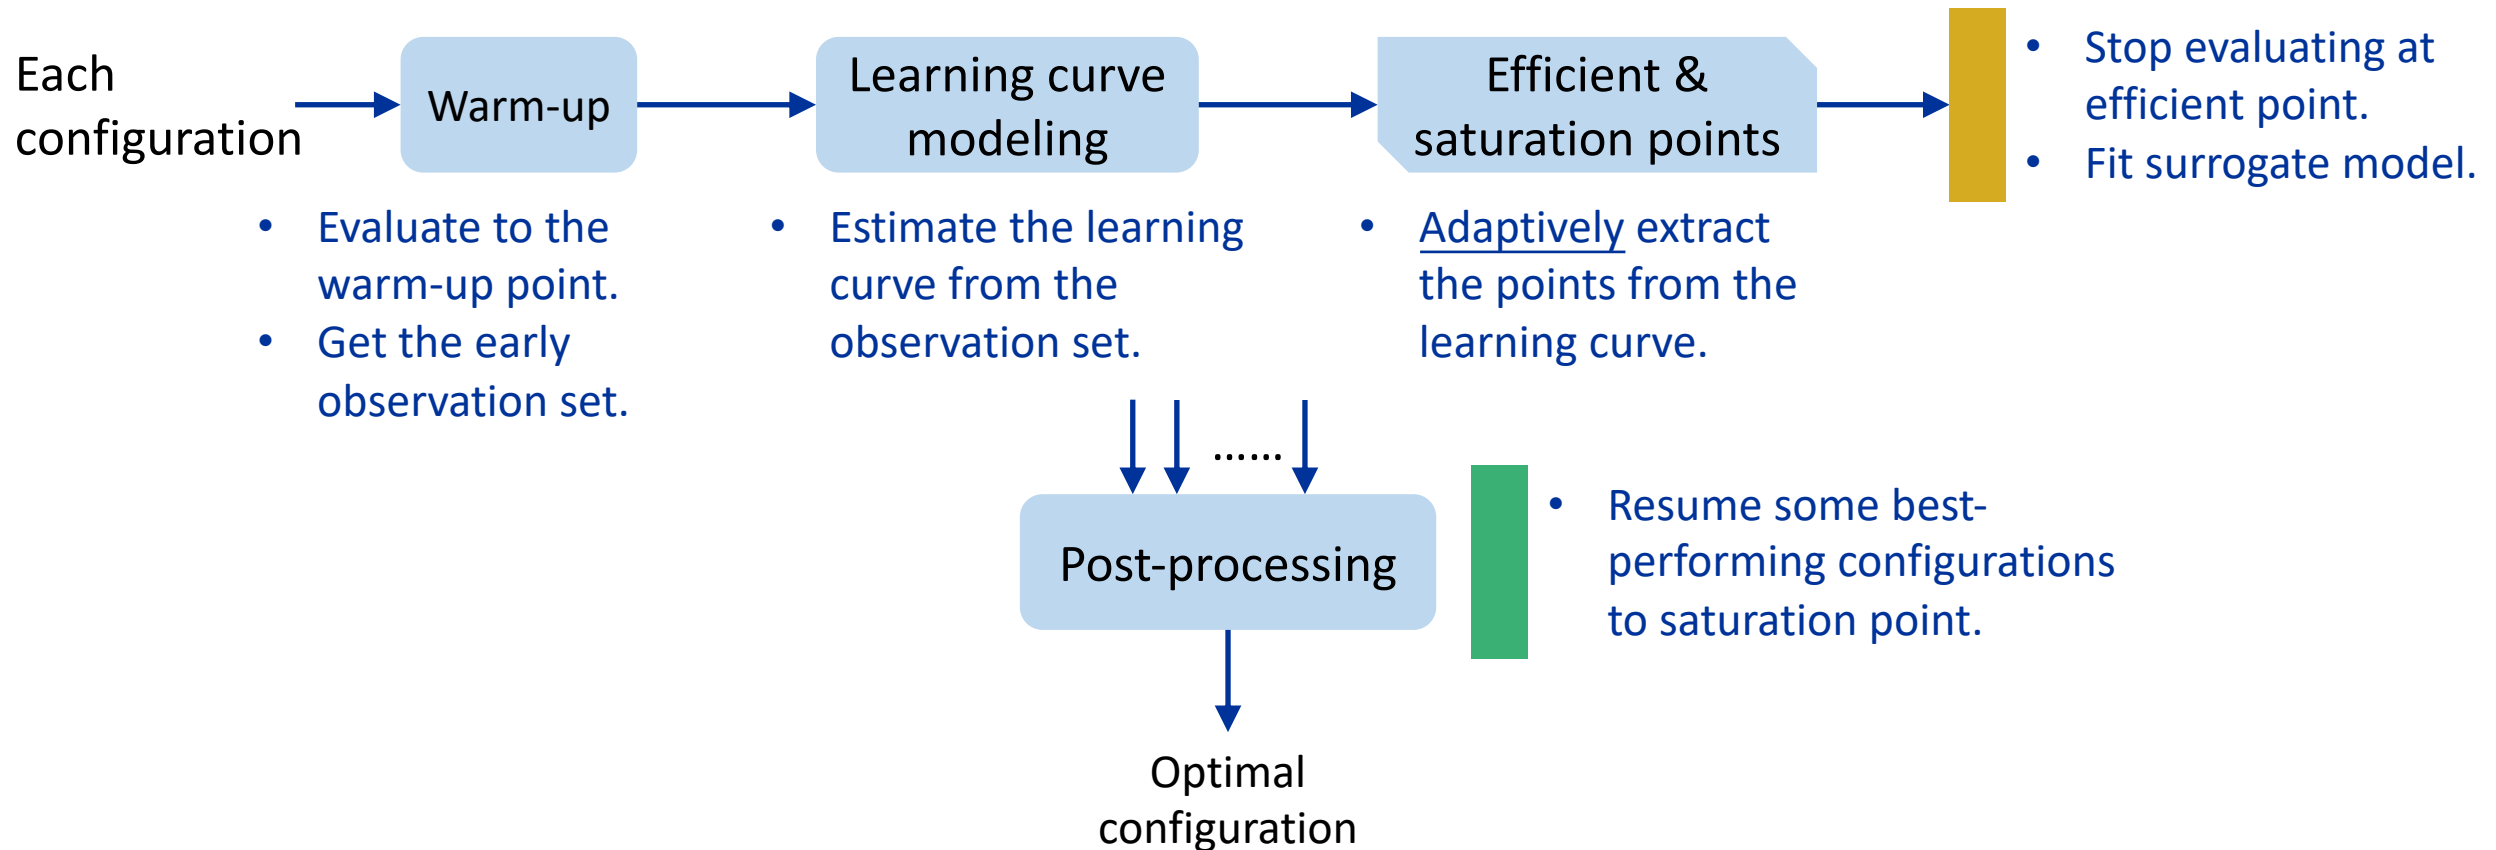 Each
configuration
Warm-up
Learning curve
modeling
Efficient &
saturation points
• Stop evaluating at
efficient point.
• Fit surrogate model.
• Evaluate to the
warm-up point.
• Get the early
observation set.
• Estimate the learning
curve from the
observation set.
• Adaptively extract
the points from the
learning curve.
......
Post-processing
• Resume some best-
performing configurations
to saturation point.
Optimal
configuration